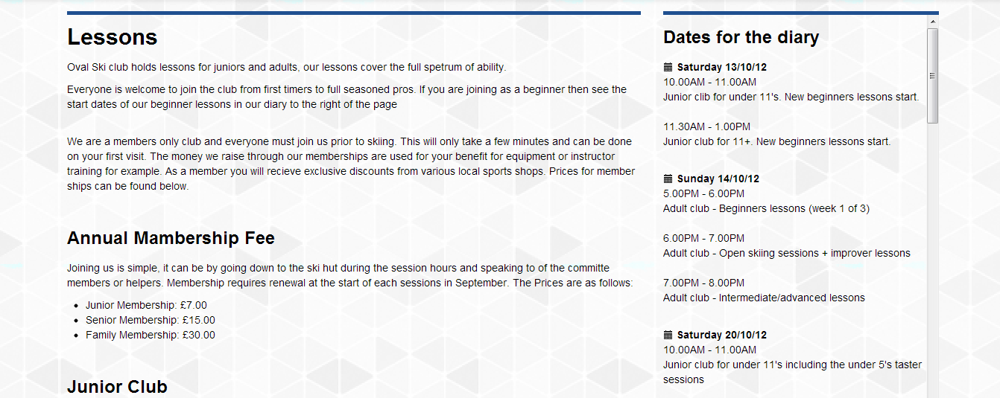 Lessons
Oval Ski club holds lessons for juniors and adults, our lessons cover the full spetrum of ability.
Everyone is welcome to join the club from first timers to full seasoned pros. If you are joining as a beginner then see the
start dates of our beginner lessons in our diary to the right of the page
We are a members only club and everyone must join us prior to skiing. This will only take a few minutes and can be done
on your first visit. The money we raise through our memberships are used for your benefit for equipment or instructor
training for example. As a member you will recieve exclusive discounts from various local sports shops. Prices for member
ships can be found below.
Annual Mambership Fee
Joining us is simple, it can be by going down to the ski hut during the session hours and speaking to of the committe
members or helpers. Membership requires renewal at the start of each sessions in September. The Prices are as follows:
• Junior Membership: £7.00
• Senior Membership: £15.00
• Family Membership: £30.00
Junior Club
Dates for the diary
Saturday 13/10/12
10.00AM - 11.00AM
Junior clib for under 11's. New beginners lessons start.
11.30AM - 1.00PM
Junior club for 11+. New beginners lessons start.
Sunday 14/10/12
5.00PM - 6.00PM
Adult club - Beginners lessons (week 1 of 3)
6.00PM - 7.00PM
Adult club - Open skiing sessions + improver lessons
7.00PM - 8.00PM
Adult club - Intermediate/advanced lessons
Saturday 20/10/12
10.00AM - 11.00AM
Junior club for under 11's including the under 5's taster
sessions